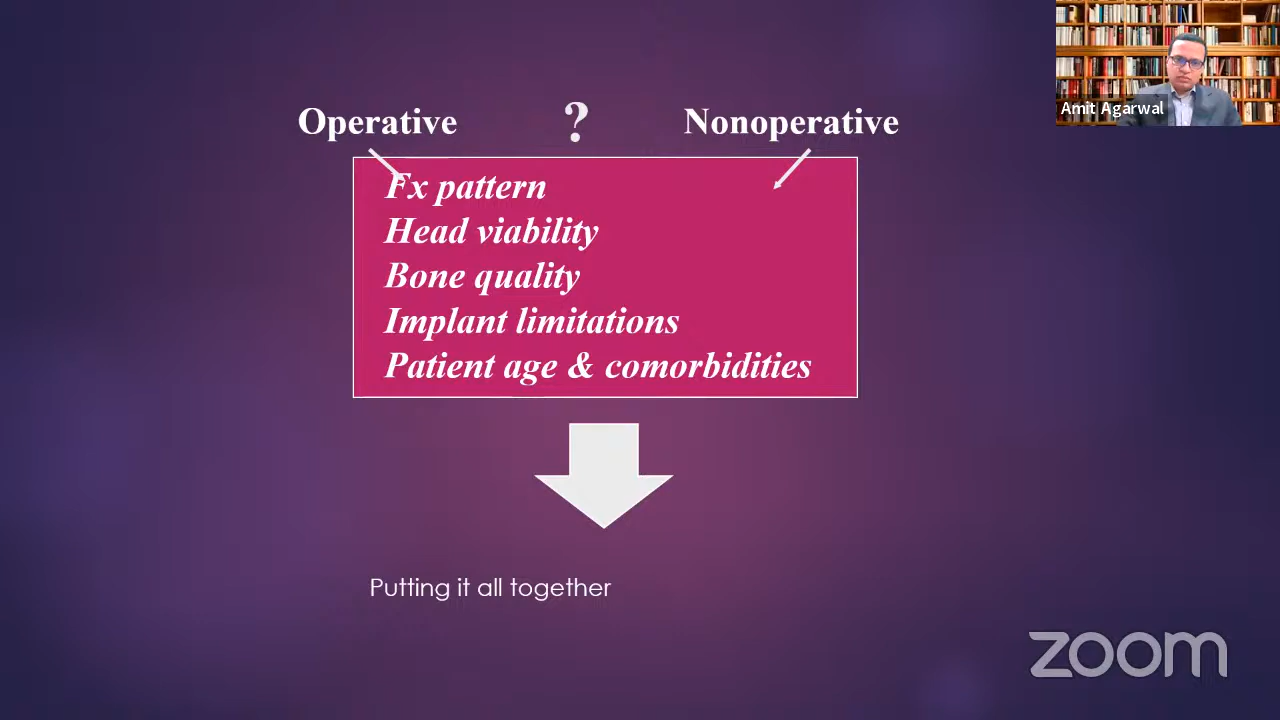 Amit Agarwal
Operative ? Nonoperative
Fx pattern
Head viability
Bone quality
Implant limitations
Patient age & comorbidities
Putting it all together
zoom